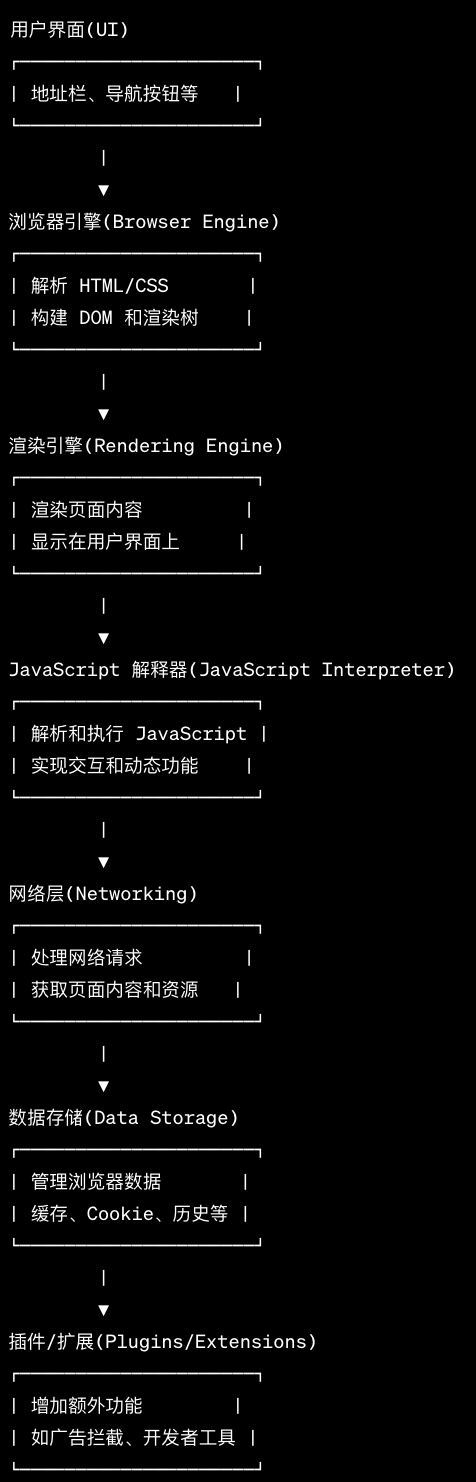 用户界面(UI)
┌─────────────────────┐
| 地址栏、导航按钮等   |
└─────────────────────┘
        |
        ▼
浏览器引擎(Browser Engine)
┌─────────────────────┐
| 解析 HTML/CSS       |
| 构建 DOM 和渲染树    |
└─────────────────────┘
        |
        ▼
渲染引擎(Rendering Engine)
┌─────────────────────┐
| 渲染页面内容         |
| 显示在用户界面上     |
└─────────────────────┘
        |
        ▼
JavaScript 解释器(JavaScript Interpreter)
┌─────────────────────┐
| 解析和执行 JavaScript |
| 实现交互和动态功能    |
└─────────────────────┘
        |
        ▼
网络层(Networking)
┌─────────────────────┐
| 处理网络请求         |
| 获取页面内容和资源   |
└─────────────────────┘
        |
        ▼
数据存储(Data Storage)
┌─────────────────────┐
| 管理浏览器数据       |
| 缓存、Cookie、历史等 |
└─────────────────────┘
        |
        ▼
插件/扩展(Plugins/Extensions)
┌─────────────────────┐
| 增加额外功能        |
| 如广告拦截、开发者工具 |
└─────────────────────┘